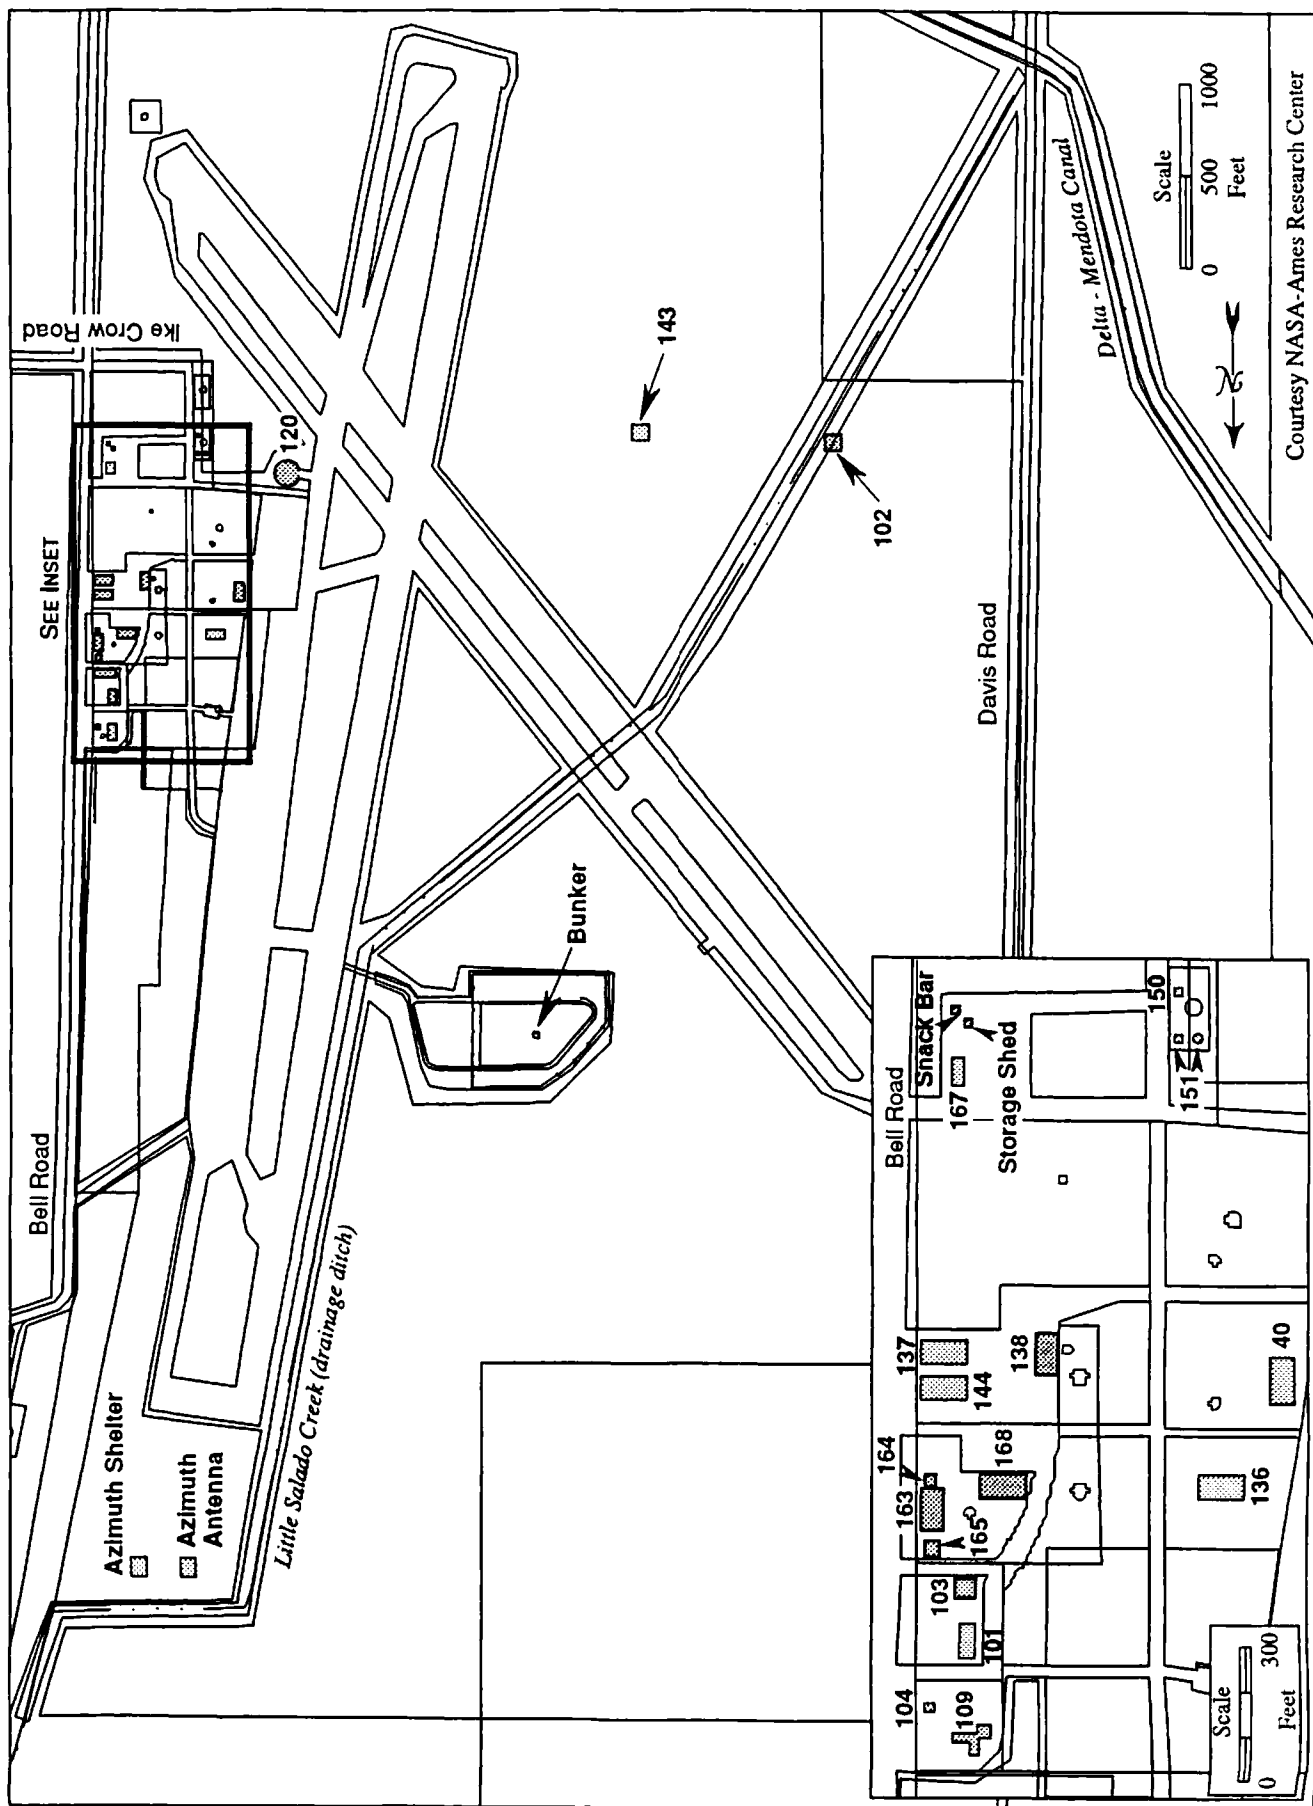 Bell Road
SEE INSET
Ike Crow Road
120
143
102
Bunker
Davis Road
Delta - Mendota Canal
Azimuth Shelter
Azimuth
Antenna
Little Salado Creek (drainage ditch)
Scale
0 500 1000
Feet
N
Courtesy NASA-Ames Research Center
Bell Road
Snack Bar
167
Storage Shed
150
151
137
144
138
40
164
163
165
168
136
103
101
104
109
Scale
0 300
Feet